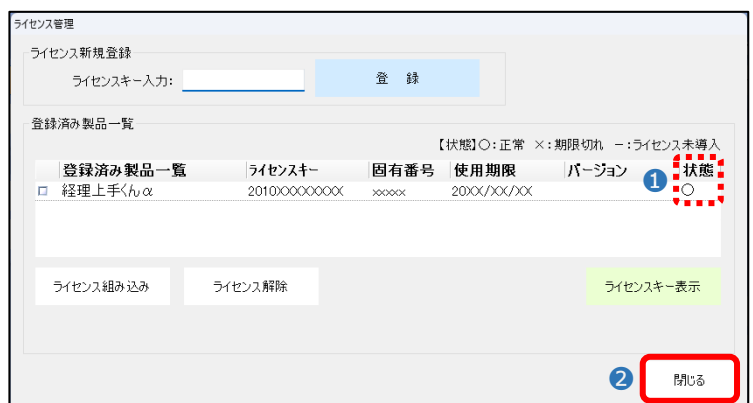 ライセンス管理
ライセンス新規登録
ライセンスキー入力:
登 録
登録済み製品一覧
【状態】○:正常 ×:期限切れ −:ライセンス未導入
登録済み製品一覧 ライセンスキー 固有番号 使用期限 バージョン 状態
経理上手くんα 2010XXXXXXXX xxxxx 20XX/XX/XX ○
1
ライセンス組み込み ライセンス解除 ライセンスキー表示
2 閉じる